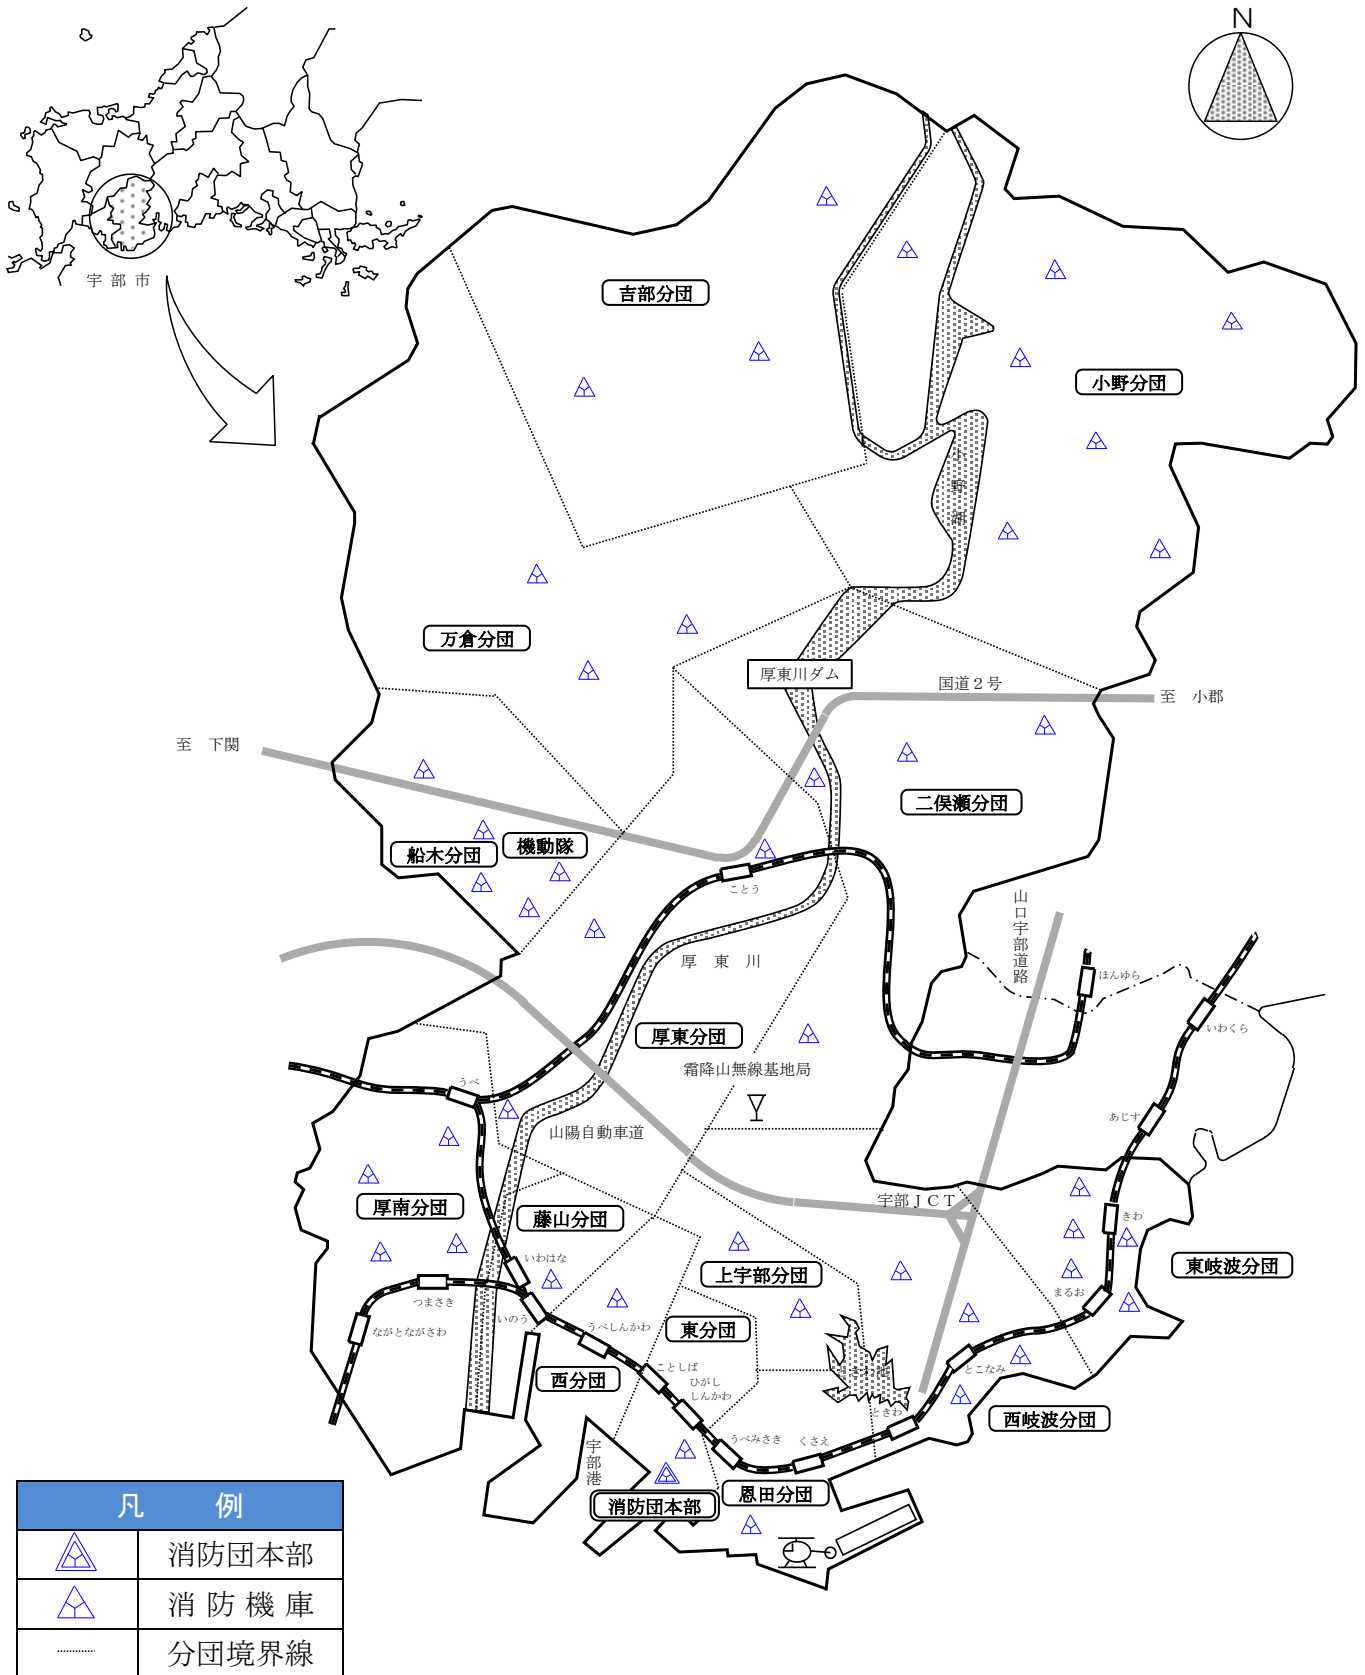 N
宇部市
吉部分団
小野分団
小野湖
万倉分団
厚東川ダム
国道２号
至　小郡
至　下関
二俣瀬分団
機動隊
船木分団
ことう
山口宇部道路
厚東川
ほんゆら
いわくら
厚東分団
霜降山無線基地局
うべ
山陽自動車道
あじす
宇部ＪＣＴ
厚南分団
藤山分団
きわ
いわはな
上宇部分団
東岐波分団
つまさき
まるお
ながとながさわ
いのう
うべしんかわ
東分団
ことしば
とこなみ
西分団
ひがし
しんかわ
ときわ
西岐波分団
うべみさき
くさえ
宇部港
恩田分団
消防団本部
凡例
消防団本部
消防機庫
分団境界線